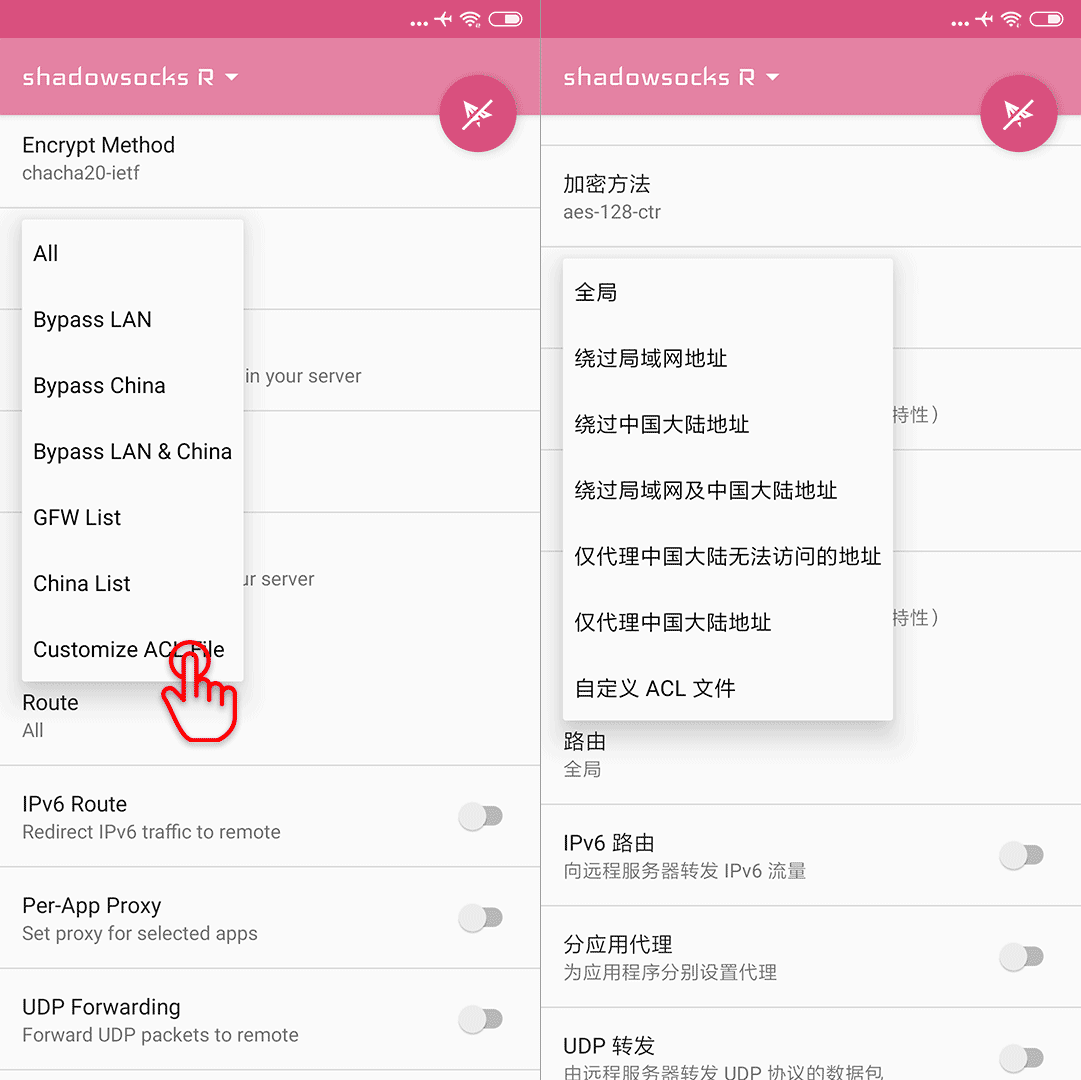 shadowsocks R
Encrypt Method
chacha20-ietf
All
Bypass LAN
Bypass China
in your server
Bypass LAN & China
GFW List
China List
ur server
Customize ACL File
Route
All
IPv6 Route
Redirect IPv6 traffic to remote
Per-App Proxy
Set proxy for selected apps
UDP Forwarding
Forward UDP packets to remote
shadowsocks R
加密方法
aes-128-ctr
全局
绕过局域网地址
绕过中国大陆地址
特性）
绕过局域网及中国大陆地址
仅代理中国大陆无法访问的地址
仅代理中国大陆地址
特性）
自定义 ACL 文件
路由
全局
IPv6 路由
向远程服务器转发 IPv6 流量
分应用代理
为应用程序分别设置代理
UDP 转发
由远程服务器转发 UDP 协议的数据包